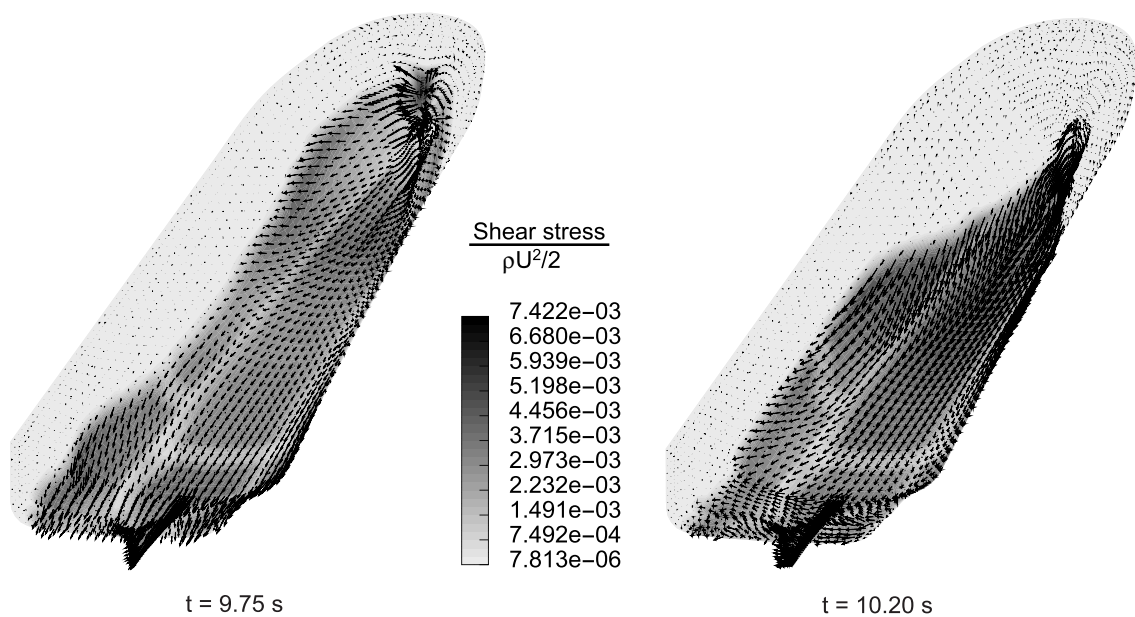 Shear stress
ρU²/2
7.422e−03
6.680e−03
5.939e−03
5.198e−03
4.456e−03
3.715e−03
2.973e−03
2.232e−03
1.491e−03
7.492e−04
7.813e−06
t = 9.75 s
t = 10.20 s